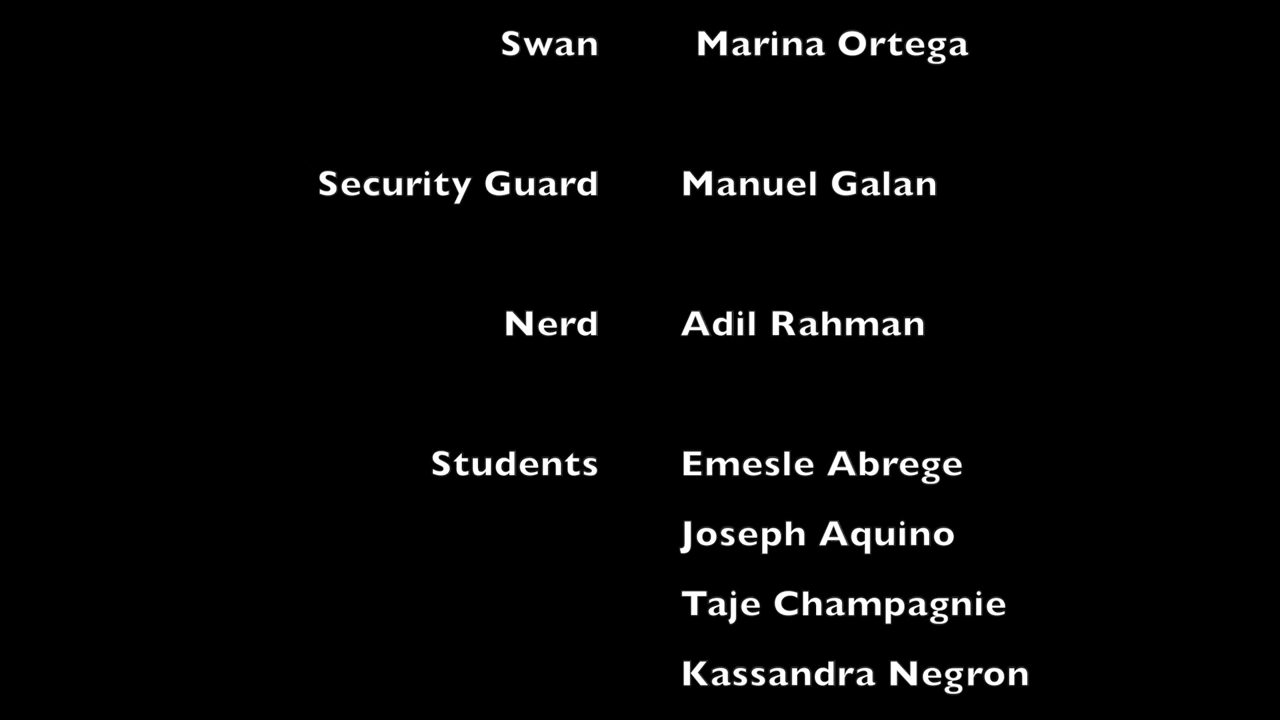 Swan Marina Ortega
Security Guard Manuel Galan
Nerd Adil Rahman
Students Emesle Abrege
Joseph Aquino
Taje Champagnie
Kassandra Negron